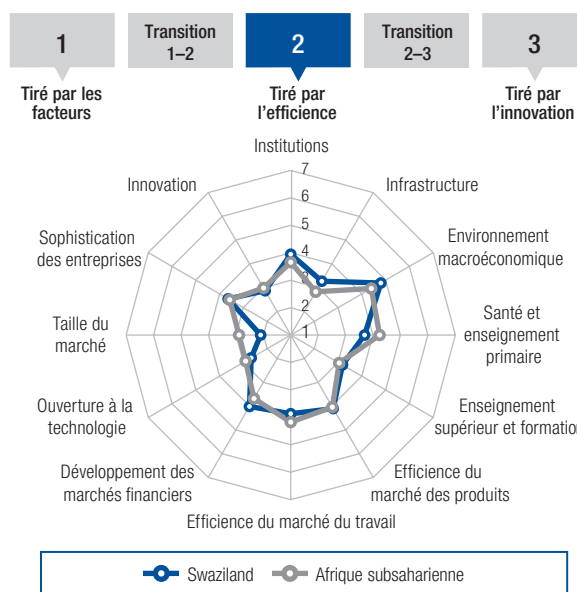 1
Transition
1–2
2
Transition
2–3
3
Tiré par les
facteurs
Tiré par
l’efficience
Tiré par
l’innovation
Institutions
Infrastructure
Environnement
macroéconomique
Santé et
enseignement
primaire
Enseignement
supérieur et formation
Efficience du
marché des produits
Efficience du marché du travail
Développement des
marchés financiers
Ouverture à la
technologie
Taille du
marché
Sophistication
des entreprises
Innovation
7
6
5
4
3
2
1
Swaziland
Afrique subsaharienne